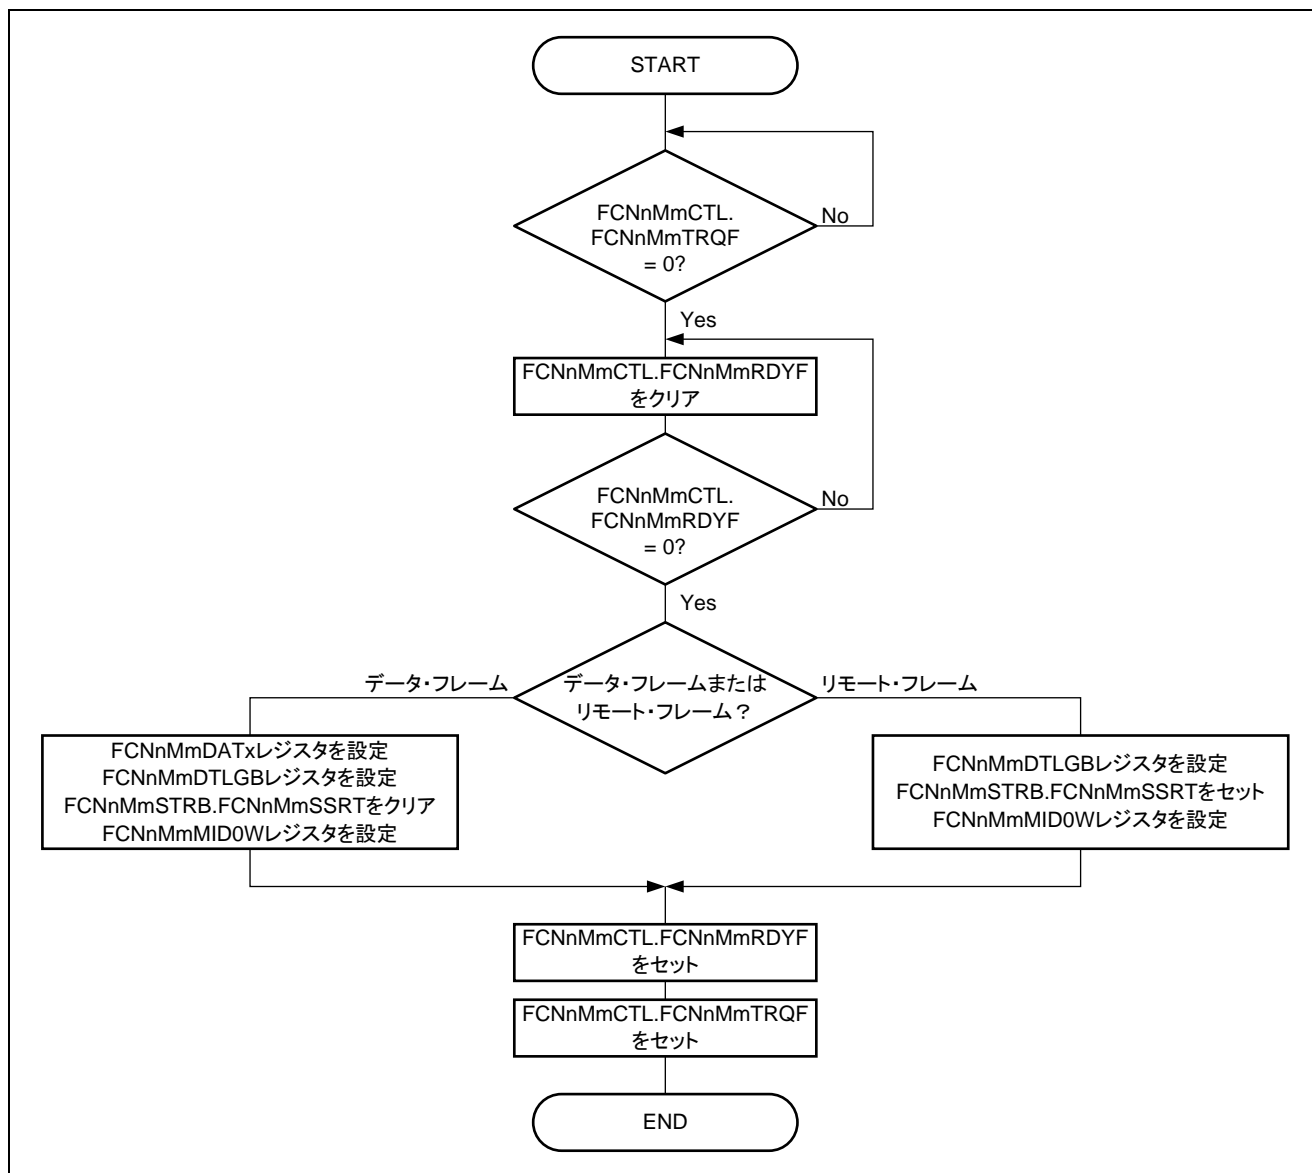 START
FCNnMmCTL.
FCNnMmTRQF
= 0?
No
Yes
FCNnMmCTL.FCNnMmRDYF
をクリア
FCNnMmCTL.
FCNnMmRDYF
= 0?
No
Yes
データ・フレーム
データ・フレームまたは
リモート・フレーム？
リモート・フレーム
FCNnMmDATxレジスタを設定
FCNnMmDTLGBレジスタを設定
FCNnMmSTRB.FCNnMmSSRTをクリア
FCNnMmMID0Wレジスタを設定
FCNnMmDTLGBレジスタを設定
FCNnMmSTRB.FCNnMmSSRTをセット
FCNnMmMID0Wレジスタを設定
FCNnMmCTL.FCNnMmRDYF
をセット
FCNnMmCTL.FCNnMmTRQF
をセット
END